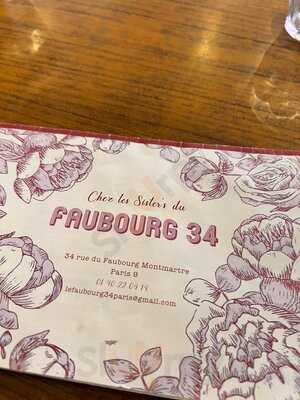 Chez les Sister's du
FAUBOURG 34
34 rue du Faubourg Montmartre
Paris 9
01 40 22 04 14
lefaubourg34paris@gmail.com